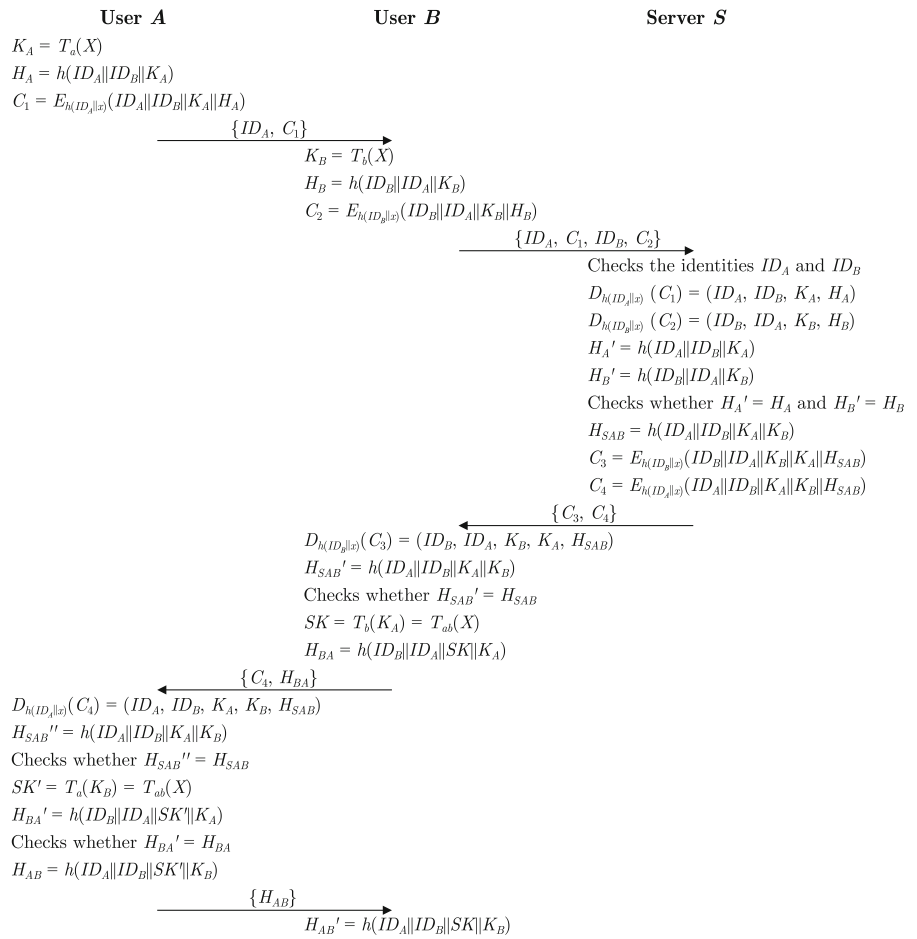 User A User B Server S
K_A = T_a(X)
H_A = h(ID_A||ID_B||K_A)
C_1 = E_{h(ID_A||x)}(ID_A||ID_B||K_A||H_A)
{ID_A, C_1}
K_B = T_b(X)
H_B = h(ID_B||ID_A||K_B)
C_2 = E_{h(ID_B||x)}(ID_B||ID_A||K_B||H_B)
{ID_A, C_1, ID_B, C_2}
Checks the identities ID_A and ID_B
D_{h(ID_A||x)} (C_1) = (ID_A, ID_B, K_A, H_A)
D_{h(ID_B||x)} (C_2) = (ID_B, ID_A, K_B, H_B)
H_A' = h(ID_A||ID_B||K_A)
H_B' = h(ID_B||ID_A||K_B)
Checks whether H_A' = H_A and H_B' = H_B
H_SAB = h(ID_A||ID_B||K_A||K_B)
C_3 = E_{h(ID_B||x)}(ID_B||ID_A||K_B||K_A||H_SAB)
C_4 = E_{h(ID_A||x)}(ID_A||ID_B||K_A||K_B||H_SAB)
{C_3, C_4}
D_{h(ID_B||x)}(C_3) = (ID_B, ID_A, K_B, K_A, H_SAB)
H_SAB' = h(ID_A||ID_B||K_A||K_B)
Checks whether H_SAB' = H_SAB
SK = T_b(K_A) = T_ab(X)
H_BA = h(ID_B||ID_A||SK||K_A)
{C_4, H_BA}
D_{h(ID_A||x)}(C_4) = (ID_A, ID_B, K_A, K_B, H_SAB)
H_SAB'' = h(ID_A||ID_B||K_A||K_B)
Checks whether H_SAB'' = H_SAB
SK' = T_a(K_B) = T_ab(X)
H_BA' = h(ID_B||ID_A||SK'||K_A)
Checks whether H_BA' = H_BA
H_AB = h(ID_A||ID_B||SK'||K_B)
{H_AB}
H_AB' = h(ID_A||ID_B||SK||K_B)